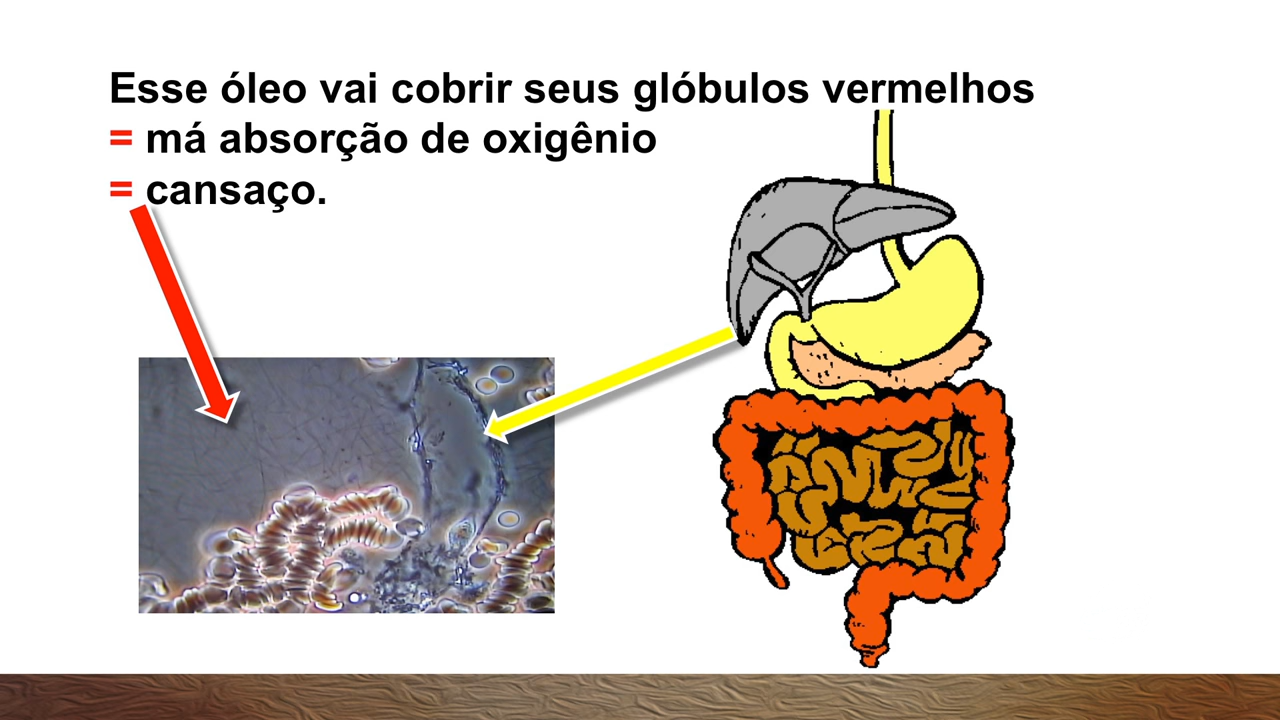 Esse óleo vai cobrir seus glóbulos vermelhos
= má absorção de oxigênio
= cansaço.